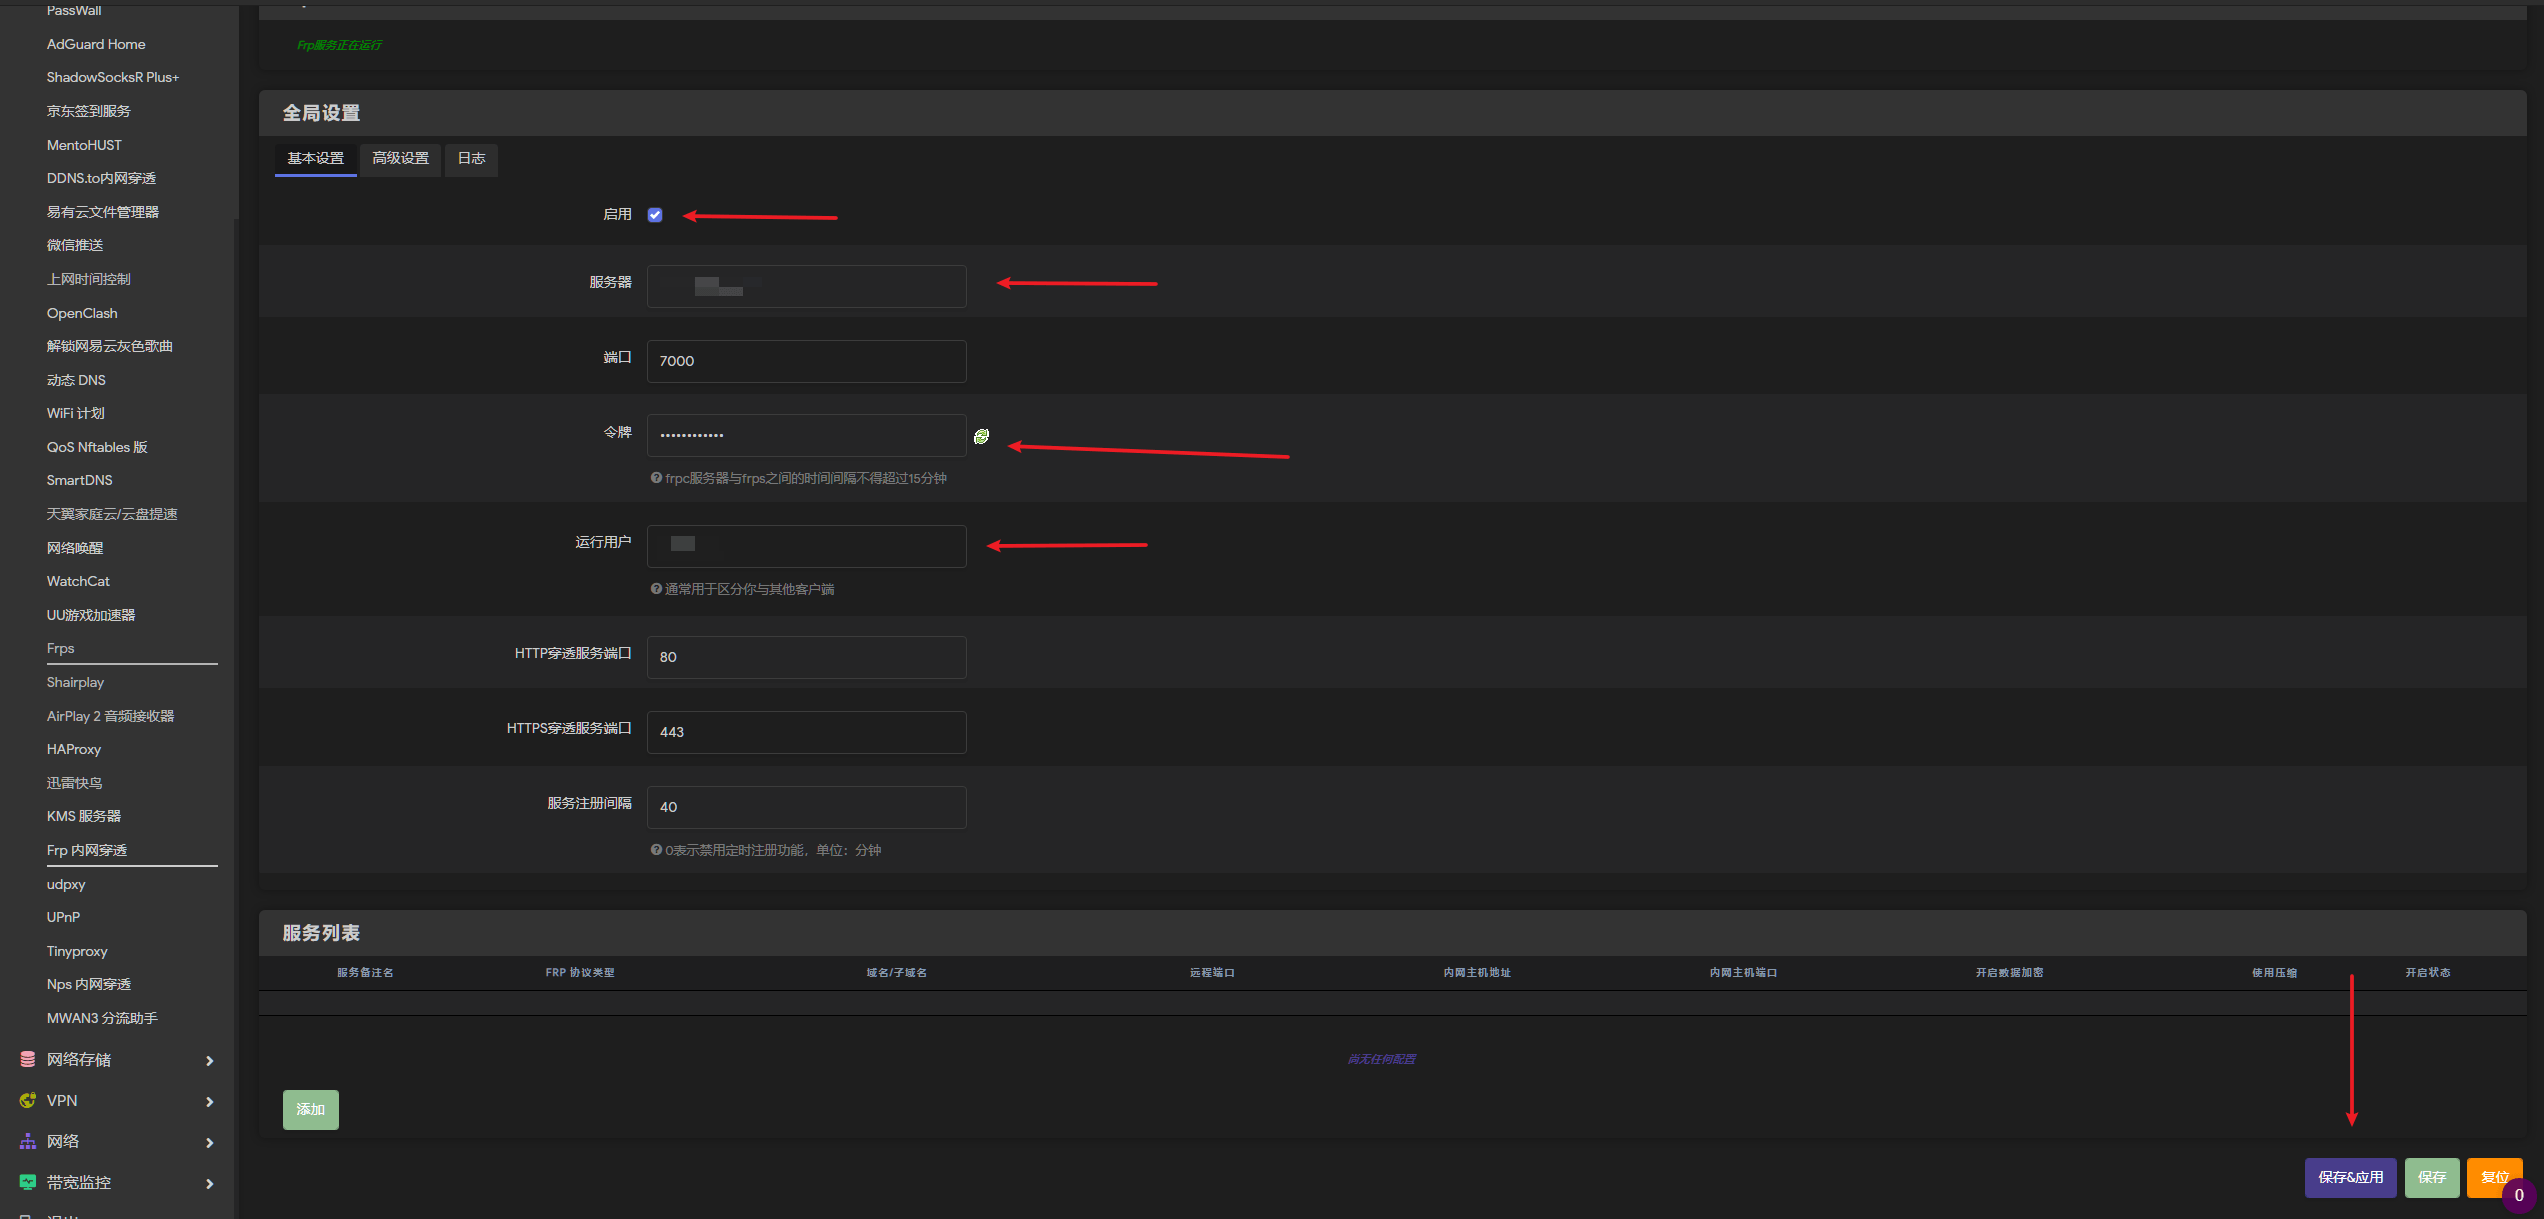 PassWall
AdGuard Home
ShadowSocksR Plus+
京东签到服务
MentoHUST
DDNS.to内网穿透
易有云文件管理器
微信推送
上网时间控制
OpenClash
解锁网易云灰色歌曲
动态 DNS
WiFi 计划
QoS Nftables 版
SmartDNS
天翼家庭云/云盘提速
网络唤醒
WatchCat
UU游戏加速器
Frps
Shairplay
AirPlay 2 音频接收器
HAProxy
迅雷快鸟
KMS 服务器
Frp 内网穿透
udpxy
UPnP
Tinyproxy
Nps 内网穿透
MWAN3 分流助手
网络存储
VPN
网络
带宽监控
Frp服务正在运行
全局设置
基本设置 高级设置 日志
启用
服务器
端口 7000
令牌 ••••••••••••
frpc服务器与frps之间的时间间隔不得超过15分钟
运行用户
通常用于区分你与其他客户端
HTTP穿透服务端口 80
HTTPS穿透服务端口 443
服务注册间隔 40
0表示禁用定时注册功能，单位：分钟
服务列表
服务备注名 FRP 协议类型 域名/子域名 远程端口 内网主机地址 内网主机端口 开启数据加密 使用压缩 开启状态
尚无任何配置
添加
保存&应用 保存 复位
0